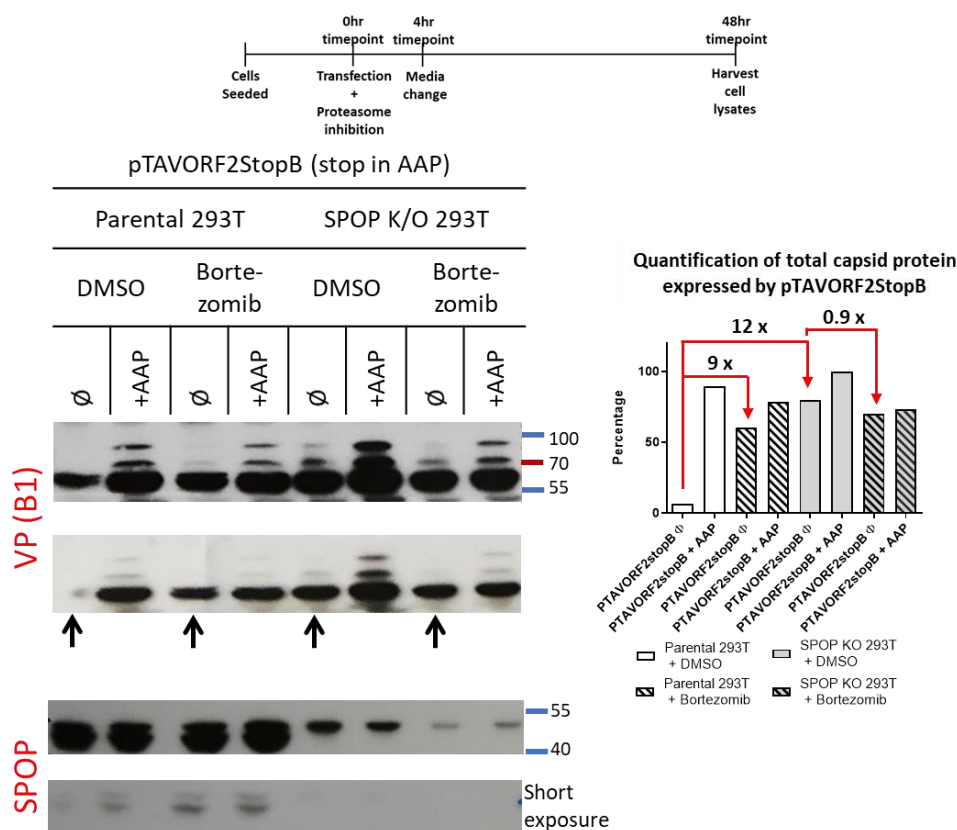 0hr
timepoint
4hr
timepoint
48hr
timepoint
Cells
Seeded
Transfection
+
Proteasome
inhibition
Media
change
Harvest
cell
lysates
pTAVORF2StopB (stop in AAP)
Parental 293T
SPOP K/O 293T
DMSO
Borte-
zomib
DMSO
Borte-
zomib
Ø
+AAP
Ø
+AAP
Ø
+AAP
Ø
+AAP
VP (B1)
100
70
55
SPOP
55
40
Short
exposure
Quantification of total capsid protein
expressed by pTAVORF2StopB
12 x
0.9 x
9 x
Percentage
100
50
0
PTAVORF2stopB Φ
PTAVORF2stopB + AAP
PTAVORF2stopB Φ
PTAVORF2stopB + AAP
PTAVORF2stopB Φ
PTAVORF2stopB + AAP
PTAVORF2stopB Φ
PTAVORF2stopB + AAP
Parental 293T
+ DMSO
SPOP KO 293T
+ DMSO
Parental 293T
+ Bortezomib
SPOP KO 293T
+ Bortezomib